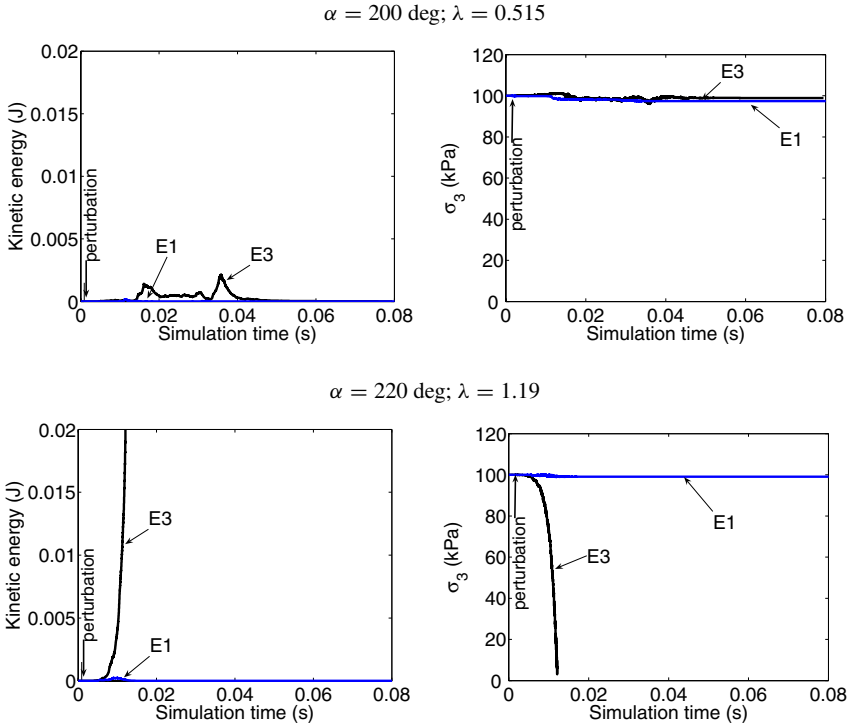 α = 200 deg; λ = 0.515
Kinetic energy (J)
0.02
0.015
0.01
0.005
0
perturbation
E1
E3
0.02
0.04
0.06
0.08
Simulation time (s)
σ3 (kPa)
120
100
80
60
40
20
0
perturbation
E3
E1
0
0.02
0.04
0.06
0.08
Simulation time (s)
α = 220 deg; λ = 1.19
Kinetic energy (J)
0.02
0.015
0.01
0.005
0
perturbation
E3
E1
0
0.02
0.04
0.06
0.08
Simulation time (s)
σ3 (kPa)
120
100
80
60
40
20
0
perturbation
E1
E3
0
0.02
0.04
0.06
0.08
Simulation time (s)